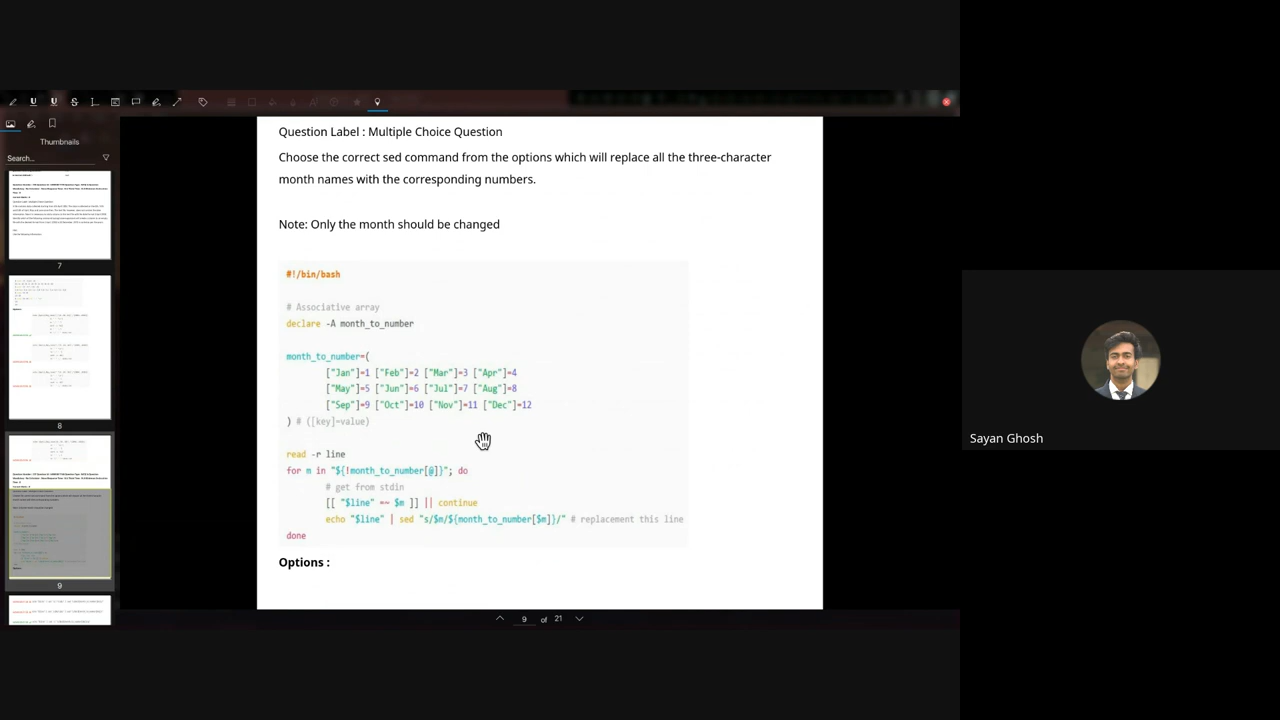 Thumbnails
Search...
7
8
9
Question Label : Multiple Choice Question
Choose the correct sed command from the options which will replace all the three-character
month names with the corresponding numbers.
Note: Only the month should be changed
#!/bin/bash
# Associative array
declare -A month_to_number
month_to_number=(
["Jan"]=1 ["Feb"]=2 ["Mar"]=3 ["Apr"]=4
["May"]=5 ["Jun"]=6 ["Jul"]=7 ["Aug"]=8
["Sep"]=9 ["Oct"]=10 ["Nov"]=11 ["Dec"]=12
) # ([key]=value)
read -r line
for m in "${!month_to_number[@]}"; do
# get from stdin
[[ "$line" =~ $m ]] || continue
echo "$line" | sed "s/$m/${month_to_number[$m]}/" # replacement this line
done
Options :
9 of 21
Sayan Ghosh